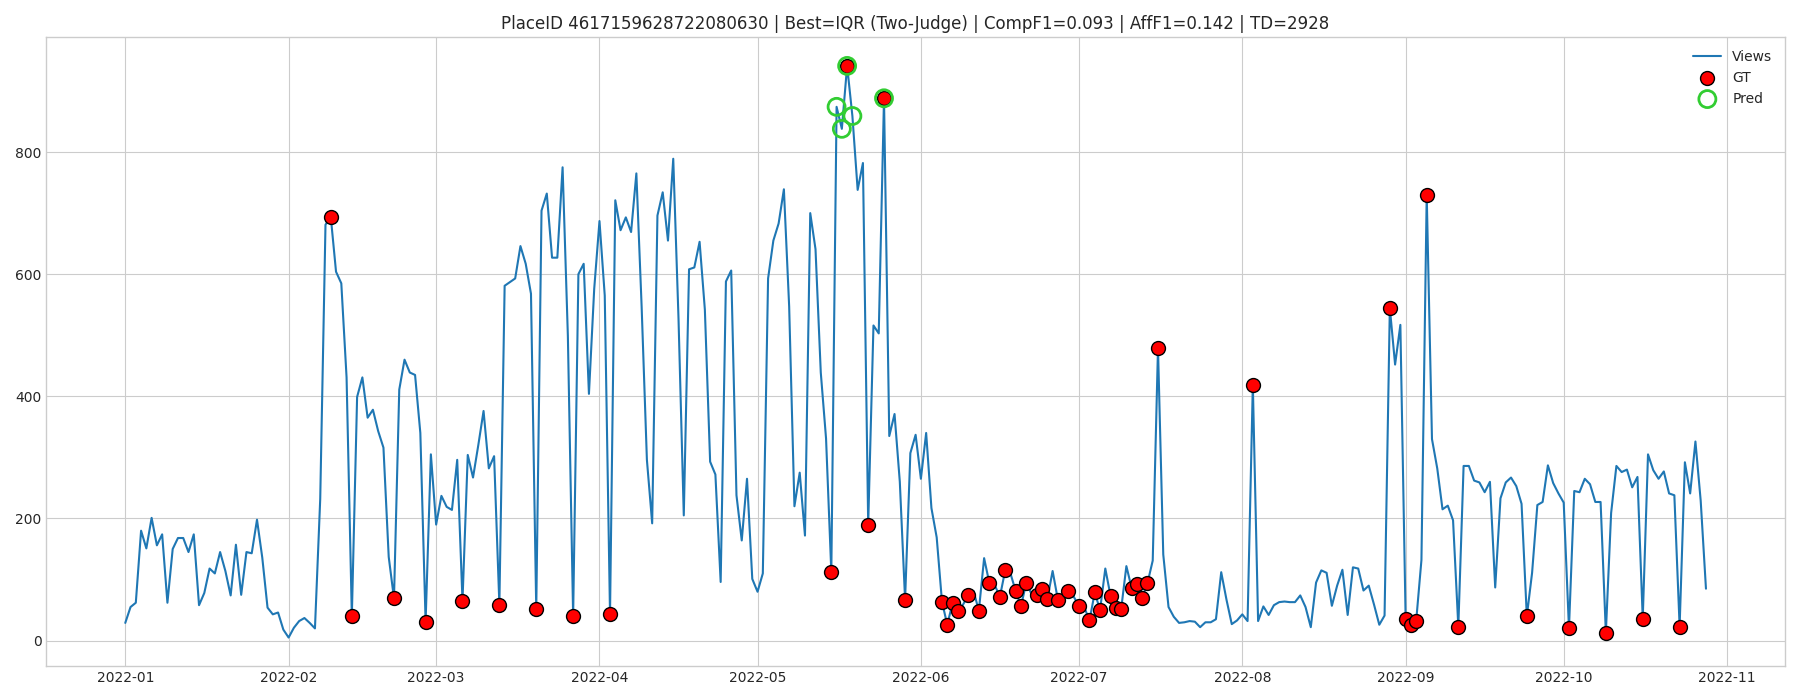 PlaceID 4617159628722080630 | Best=IQR (Two-Judge) | CompF1=0.093 | AffF1=0.142 | TD=2928
Views
GT
Pred
800
600
400
200
0
2022-01 2022-02 2022-03 2022-04 2022-05 2022-06 2022-07 2022-08 2022-09 2022-10 2022-11